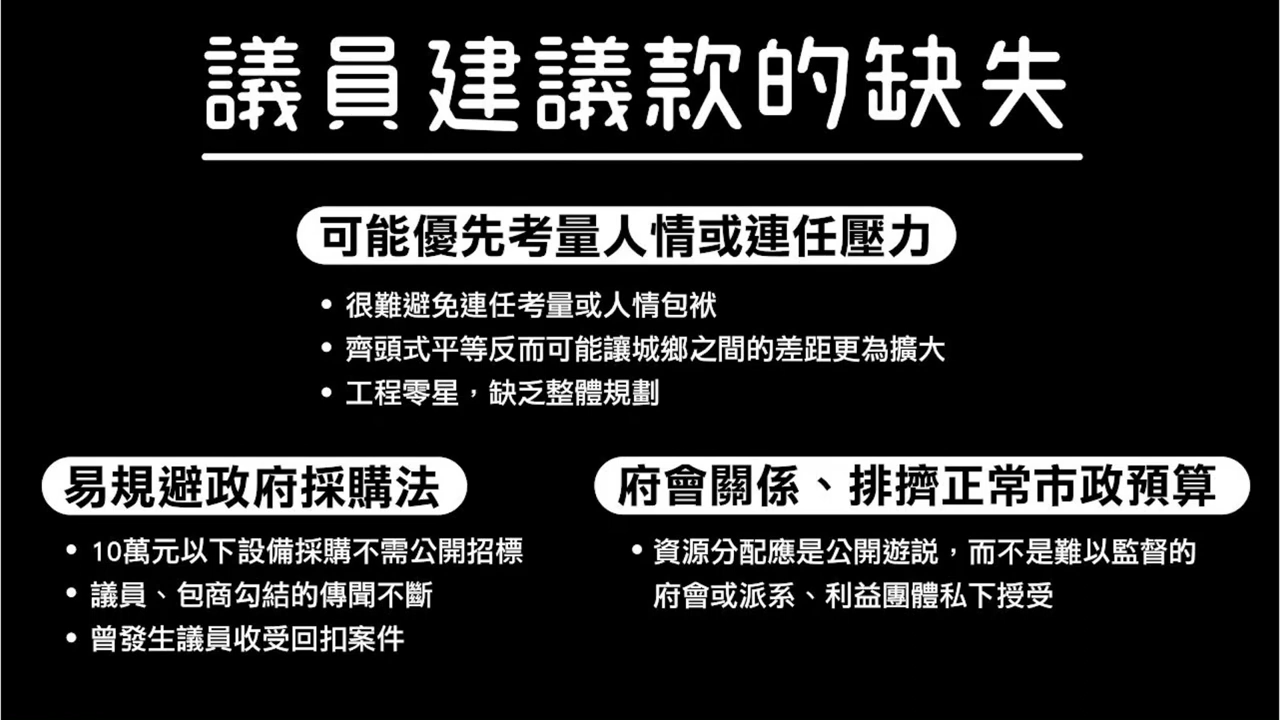 議員建議款的缺失
可能優先考量人情或連任壓力
• 很難避免連任考量或人情包袱
• 齊頭式平等反而可能讓城鄉之間的差距更為擴大
• 工程零星，缺乏整體規劃
易規避政府採購法
• 10萬元以下設備採購不需公開招標
• 議員、包商勾結的傳聞不斷
• 曾發生議員收受回扣案件
府會關係、排擠正常市政預算
• 資源分配應是公開遊說，而不是難以監督的
府會或派系、利益團體私下授受